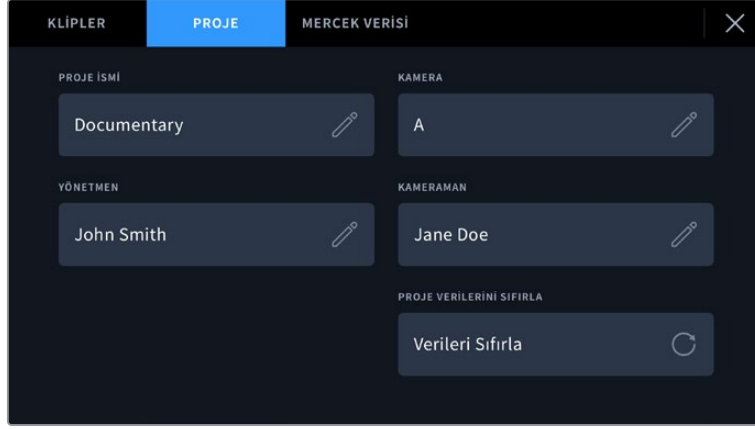 KLİPLER
PROJE
MERCEK VERİSİ
PROJE İSMİ
Documentary
KAMERA
A
YÖNETMEN
John Smith
KAMERAMAN
Jane Doe
PROJE VERİLERİNİ SIFIRLA
Verileri Sıfırla